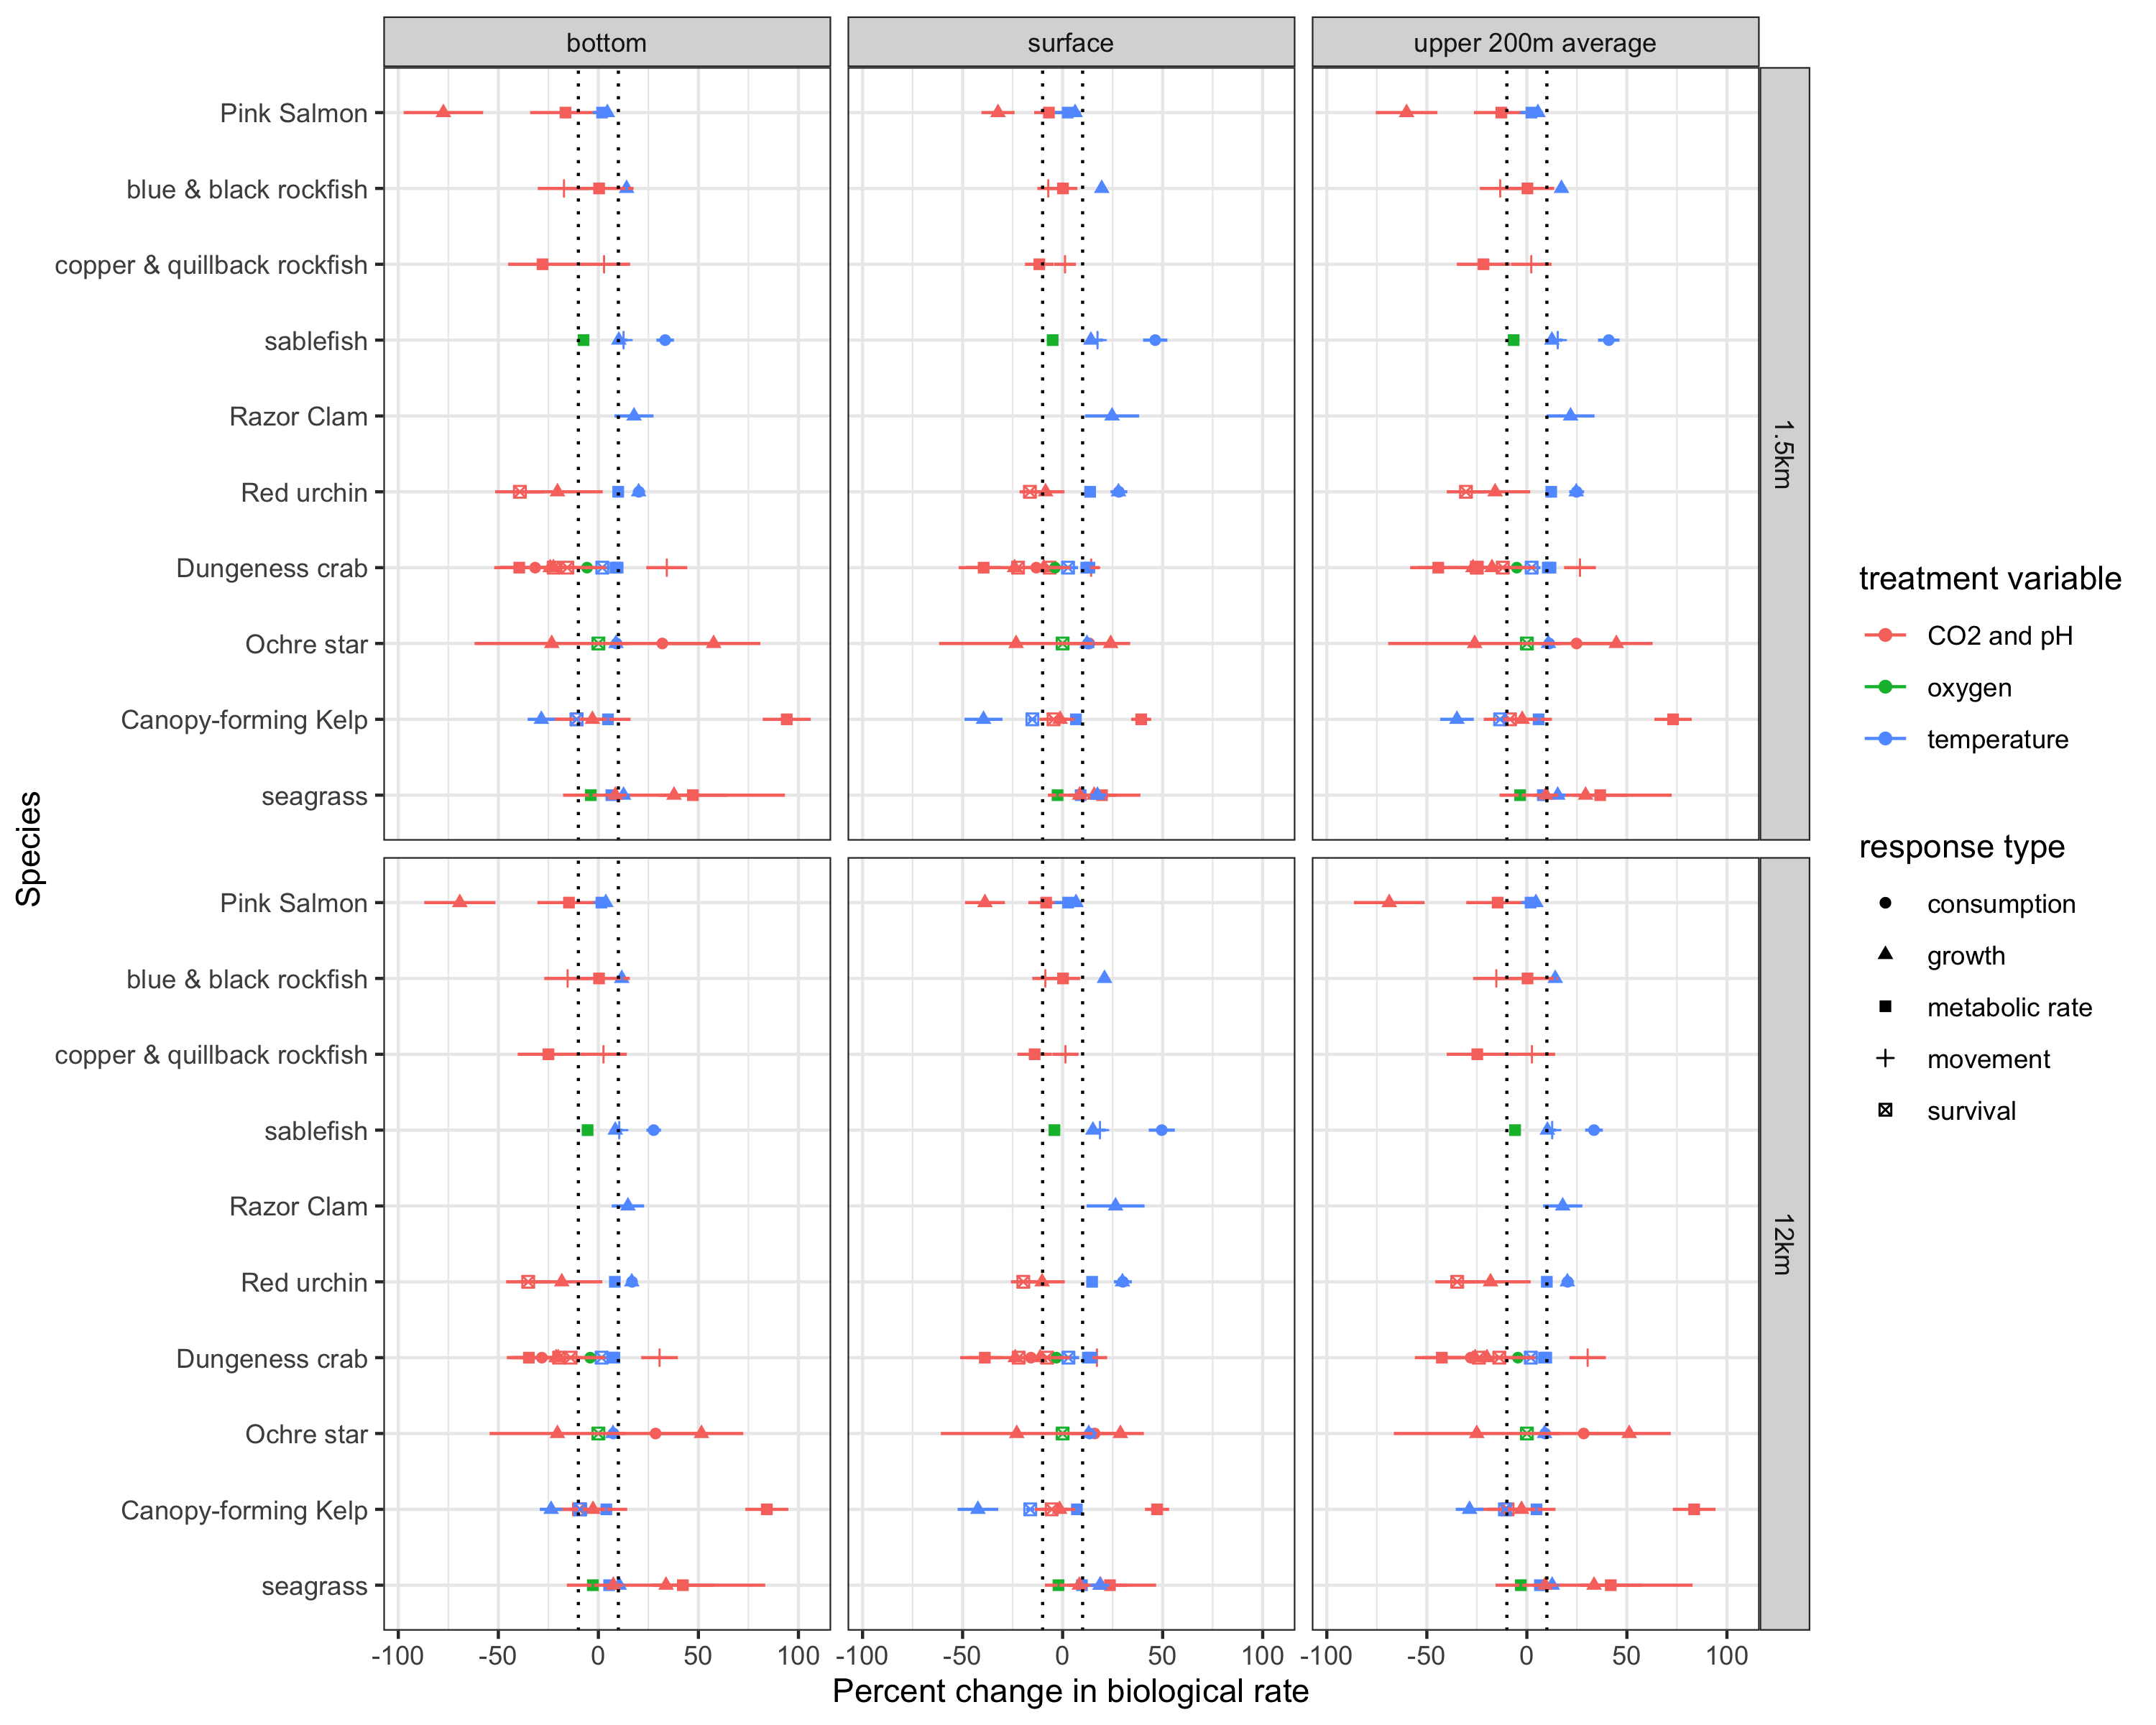 bottom
surface
upper 200m average
Pink Salmon
blue & black rockfish
copper & quillback rockfish
sablefish
Razor Clam
Red urchin
Dungeness crab
Ochre star
Canopy-forming Kelp
seagrass
1.5km
Pink Salmon
blue & black rockfish
copper & quillback rockfish
sablefish
Razor Clam
Red urchin
Dungeness crab
Ochre star
Canopy-forming Kelp
seagrass
12km
-100 -50 0 50 100
-100 -50 0 50 100
-100 -50 0 50 100
Percent change in biological rate
Species
treatment variable
CO2 and pH
oxygen
temperature
response type
consumption
growth
metabolic rate
movement
survival